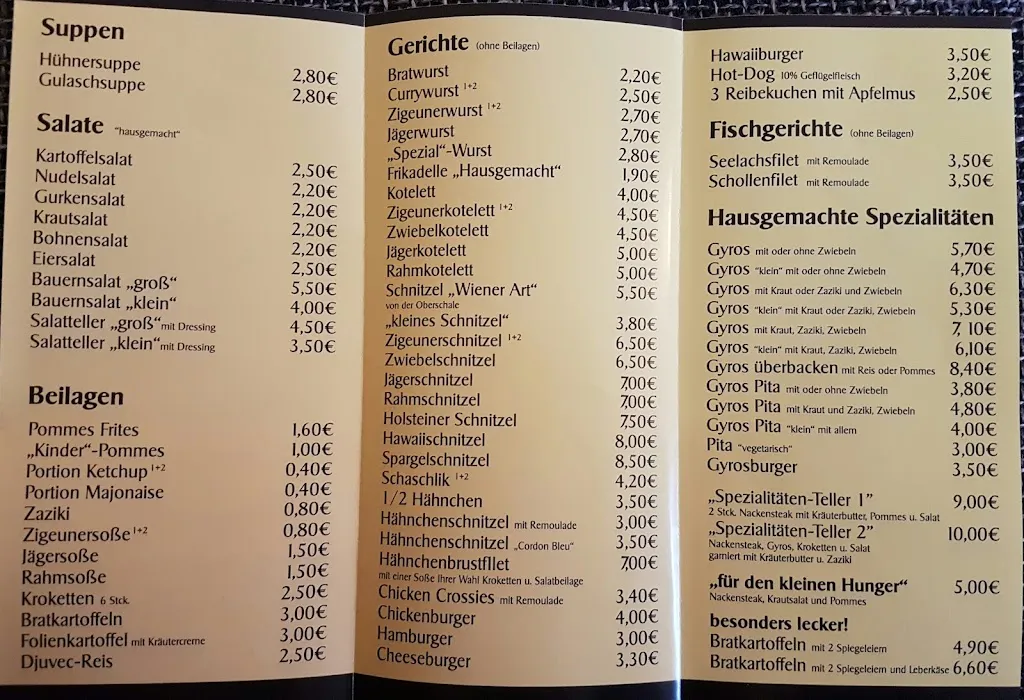 Suppen
Hühnersuppe 2,80€
Gulaschsuppe 2,80€
Salate "hausgemacht"
Kartoffelsalat 2,50€
Nudelsalat 2,20€
Gurkensalat 2,20€
Krautsalat 2,20€
Bohnensalat 2,20€
Eiersalat 2,50€
Bauernsalat „groß“ 5,50€
Bauernsalat „klein“ 4,00€
Salatteller „groß“ mit Dressing 4,50€
Salatteller „klein“ mit Dressing 3,50€
Beilagen
Pommes Frites 1,60€
„Kinder“-Pommes 1,00€
Portion Ketchup 1+2 0,40€
Portion Majonaise 0,40€
Zaziki 0,80€
Zigeunersoße 1+2 0,80€
Jägersoße 1,50€
Rahmsoße 1,50€
Kroketten 6 Stck. 2,50€
Bratkartoffeln 3,00€
Folienkartoffel mit Kräutercreme 3,00€
Djuvec-Reis 2,50€
Gerichte (ohne Beilagen)
Bratwurst 2,20€
Currywurst 1+2 2,50€
Zigeunerwurst 1+2 2,70€
Jägerwurst 2,70€
„Spezial“-Wurst 2,80€
Frikadelle „Hausgemacht“ 1,90€
Kotelett 4,00€
Zigeunerkotelett 1+2 4,50€
Zwiebelkotelett 4,50€
Jägerkotelett 5,00€
Rahmkotelett 5,00€
Schnitzel „Wiener Art“ 5,50€
von der Oberschale
„kleines Schnitzel“ 3,80€
Zigeunerschnitzel 1+2 6,50€
Zwiebelschnitzel 6,50€
Jägerschnitzel 7,00€
Rahmschnitzel 7,00€
Holsteiner Schnitzel 7,50€
Hawaiischnitzel 8,00€
Spargelschnitzel 8,50€
Schaschlik 1+2 4,20€
1/2 Hähnchen 3,50€
Hähnchenschnitzel mit Remoulade 3,00€
Hähnchenschnitzel „Cordon Bleu“ 3,50€
Hähnchenbrustfllet 7,00€
mit einer Soße Ihrer Wahl Kroketten u. Salatbeilage
Chicken Crossies mit Remoulade 3,40€
Chickenburger 4,00€
Hamburger 3,00€
Cheeseburger 3,30€
Hawaiiburger 3,50€
Hot-Dog 10% Geflügelfleisch 3,20€
3 Reibekuchen mit Apfelmus 2,50€
Fischgerichte (ohne Beilagen)
Seelachsfilet mit Remoulade 3,50€
Schollenfilet mit Remoulade 3,50€
Hausgemachte Spezialitäten
Gyros mit oder ohne Zwiebeln 5,70€
Gyros "klein" mit oder ohne Zwiebeln 4,70€
Gyros mit Kraut oder Zaziki und Zwiebeln 6,30€
Gyros "klein" mit Kraut oder Zaziki, Zwiebeln 5,30€
Gyros mit Kraut, Zaziki, Zwiebeln 7,10€
Gyros "klein" mit Kraut, Zaziki, Zwiebeln 6,10€
Gyros überbacken mit Reis oder Pommes 8,40€
Gyros Pita mit oder ohne Zwiebeln 3,80€
Gyros Pita mit Kraut und Zaziki, Zwiebeln 4,80€
Gyros Pita "klein" mit allem 4,00€
Pita "vegetarisch" 3,00€
Gyrosburger 3,50€
„Spezialitäten-Teller 1” 9,00€
2 Stck. Nackensteak mit Kräuterbutter, Pommes u. Salat
„Spezialitäten-Teller 2” 10,00€
Nackensteak, Gyros, Kroketten u. Salat
garniert mit Kräuterbutter u. Zaziki
„für den kleinen Hunger“ 5,00€
Nackensteak, Krautsalat und Pommes
besonders lecker!
Bratkartoffeln mit 2 Spiegeleiern 4,90€
Bratkartoffeln mit 2 Spiegeleiern und Leberkäse 6,60€